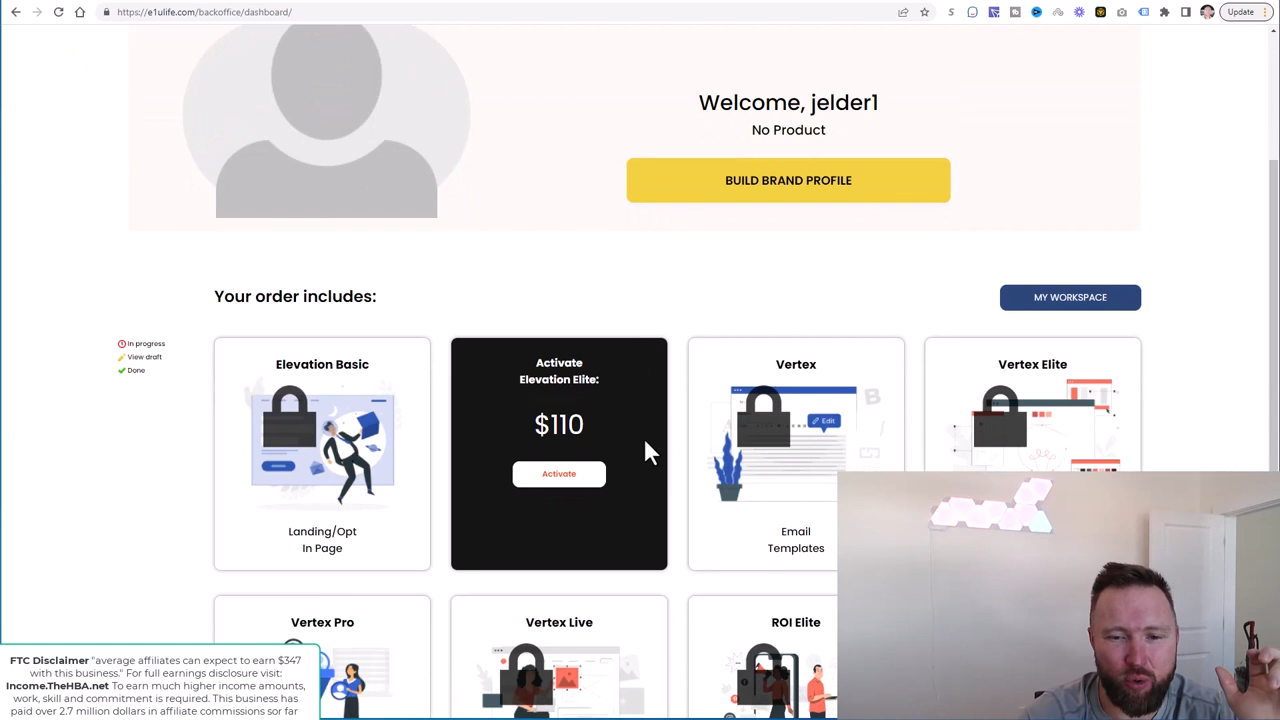 https://e1ulife.com/backoffice/dashboard/
Update
Welcome, jelder1
No Product
BUILD BRAND PROFILE
Your order includes:
MY WORKSPACE
In progress
View draft
Done
Elevation Basic
Landing/Opt
In Page
Activate
Elevation Elite:
$110
Activate
Vertex
Edit
B
Email
Templates
Vertex Elite
Vertex Pro
Vertex Live
ROI Elite
FTC Disclaimer "average affiliates can expect to earn $347
with this business." For full earnings disclosure visit:
Income.TheHBA.net To earn much higher income amounts,
work, skill and commitment is required. This business has
paid over 2.7 million dollars in affiliate commissions sor far